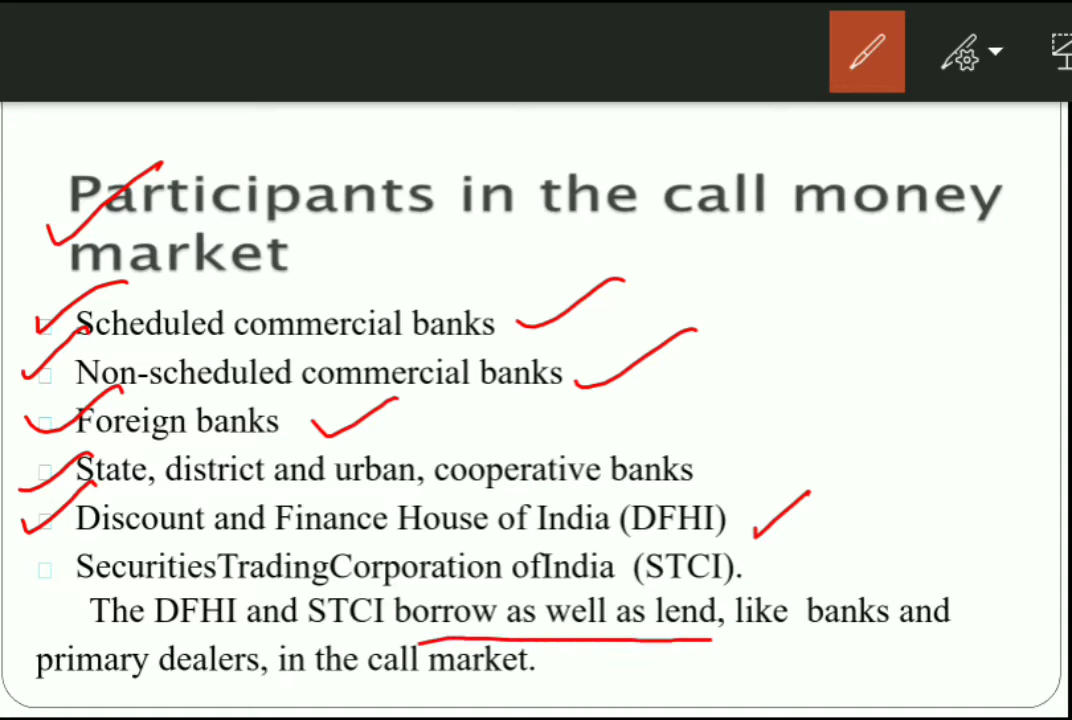 Participants in the call money
market
Scheduled commercial banks
Non-scheduled commercial banks
Foreign banks
State, district and urban, cooperative banks
Discount and Finance House of India (DFHI)
SecuritiesTradingCorporation ofIndia (STCI).
The DFHI and STCI borrow as well as lend, like banks and
primary dealers, in the call market.